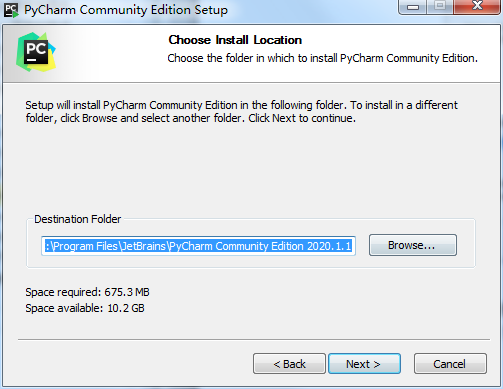 PyCharm Community Edition Setup
PC
Choose Install Location
Choose the folder in which to install PyCharm Community Edition.
Setup will install PyCharm Community Edition in the following folder. To install in a different
folder, click Browse and select another folder. Click Next to continue.
Destination Folder
:\Program Files\JetBrains\PyCharm Community Edition 2020.1.1
Browse...
Space required: 675.3 MB
Space available: 10.2 GB
< Back
Next >
Cancel